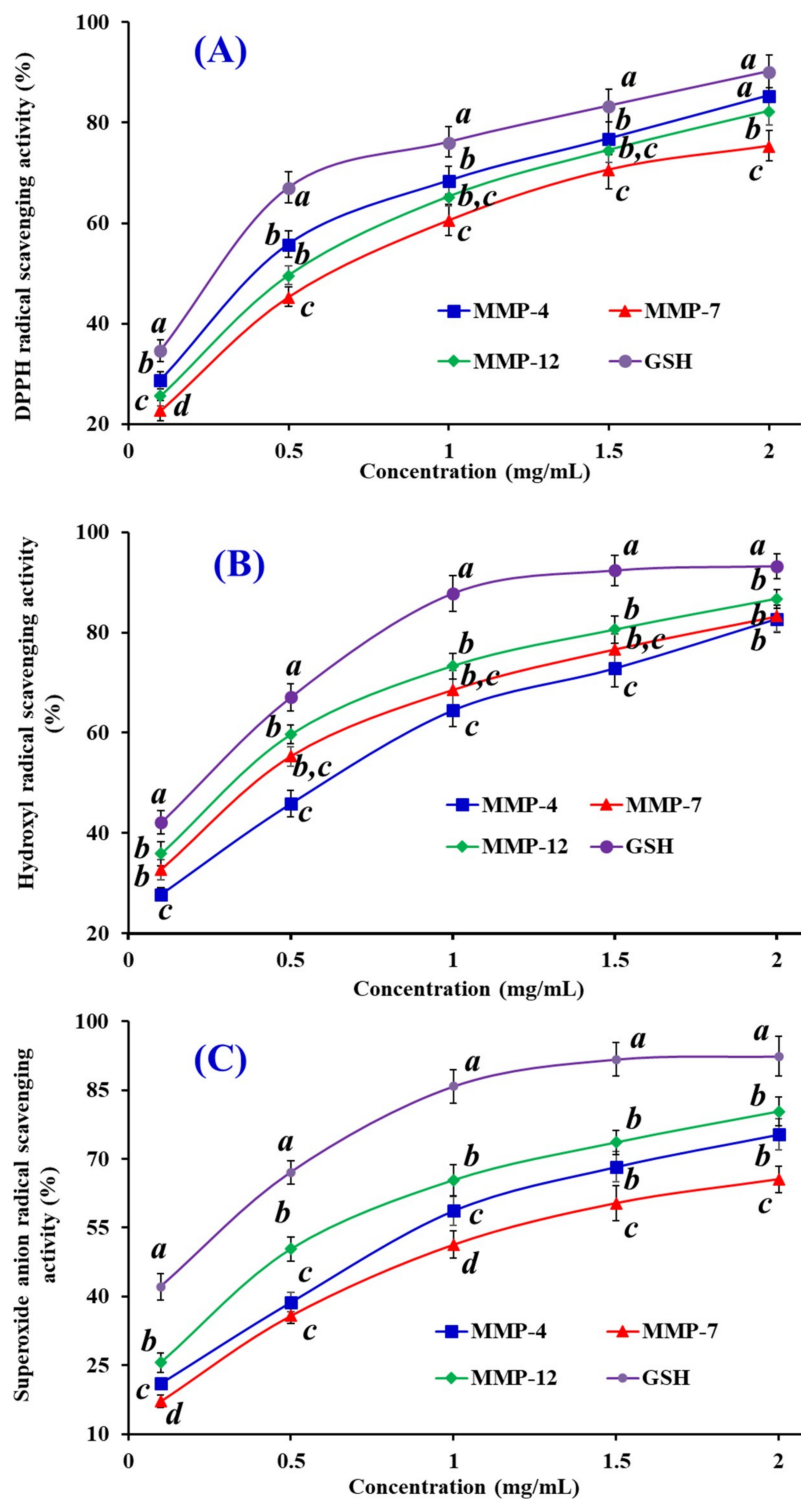 (A)
DPPH radical scavenging activity (%)
100
80
60
40
20
a
a
a
a
b
b,c
c
a
b
b,c
c
a
b
b
c
a
b
c
d
MMP-4 MMP-7
MMP-12 GSH
0 0.5 1 1.5 2
Concentration (mg/mL)
(B)
Hydroxyl radical scavenging activity
(%)
100
80
60
40
20
a
a
a
a
a
b
b
b
b
b
b,c
b,c
b,c
b
b
b
c
c
c
c
MMP-4 MMP-7
MMP-12 GSH
0 0.5 1 1.5 2
Concentration (mg/mL)
(C)
Superoxide anion radical scavenging
activity (%)
100
85
70
55
40
25
10
a
a
a
a
a
b
b
b
b
b
b
b
c
c
c
c
c
c
d
d
MMP-4 MMP-7
MMP-12 GSH
0 0.5 1 1.5 2
Concentration (mg/mL)